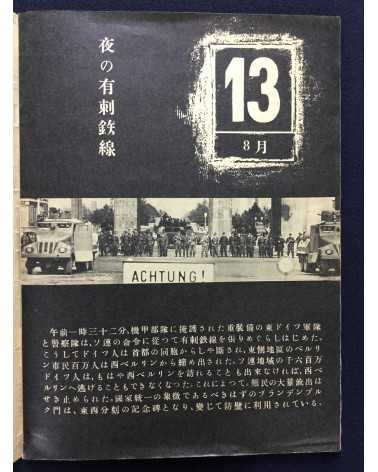 夜の有刺鉄線
13
8月
ACHTUNG!
午前一時三十二分、機甲部隊に掩護された重装備の東ドイツ軍隊
と警察隊は、ソ連の命令に従つて有刺鉄線を張りめぐらしはじめた。
こうしてドイツ人は首都の同胞からしや断され、東側地区のベルリ
ン市民百万人は西ベルリンから締め出された。ソ連地域の千六百万
ドイツ人は、もはや西ベルリンを訪れることも出来なければ、西ベ
ルリンへ逃げることもできなくなつた。これによつて、難民の大量流出は
せき止められた。國家統一の象徴であるべきはずのブランデンブル
ク門は、東西分割の記念碑となり、変じて防壁に利用されている。